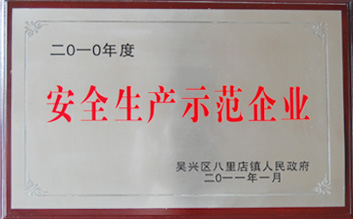 二〇一〇年度
安全生产示范企业
吴兴区八里店镇人民政府
二〇一一年一月